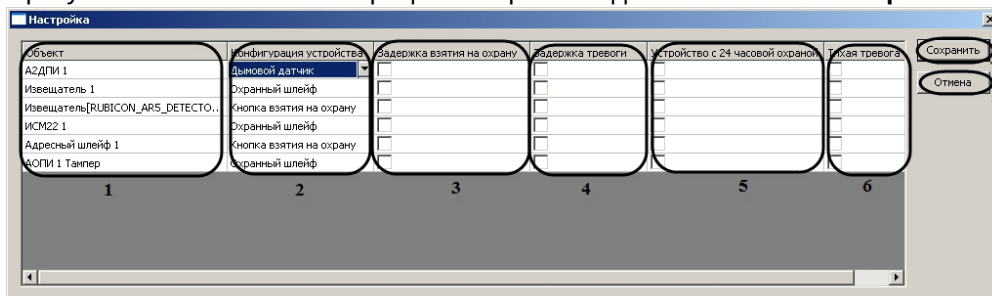 Настройка
Объект Конфигурация устройства Задержка взятия на охрану Задержка тревоги Устройство с 24 часовой охраной Тихая тревога Сохранить
А2ДПИ 1 Дымовой датчик Отмена
Извещатель 1 Охранный шлейф
Извещатель[RUBICON_AR5_DETECTO... Кнопка взятия на охрану
ИСМ22 1 Охранный шлейф
Адресный шлейф 1 Кнопка взятия на охрану
АОПИ 1 Тампер Охранный шлейф
1 2 3 4 5 6